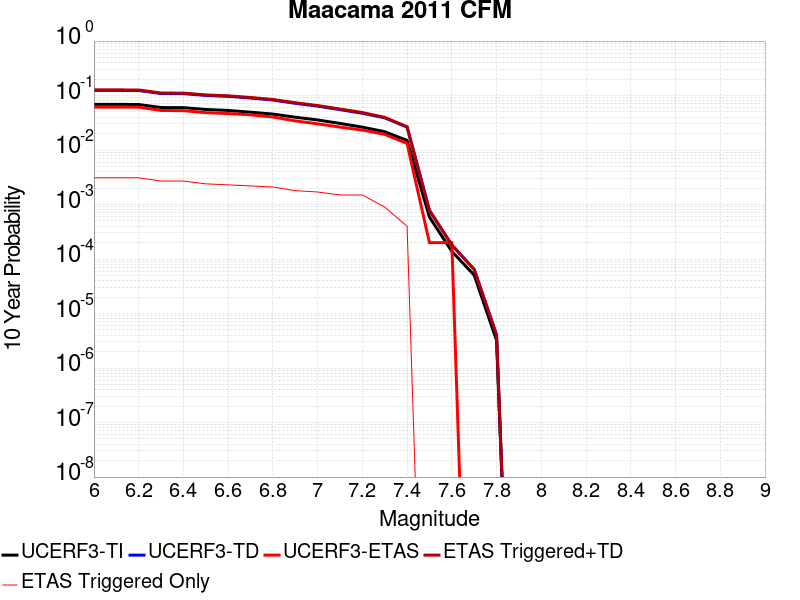 Maacama 2011 CFM
10^0
10^-1
10^-2
10^-3
10^-4
10^-5
10^-6
10^-7
10^-8
10 Year Probability
6 6.2 6.4 6.6 6.8 7 7.2 7.4 7.6 7.8 8 8.2 8.4 8.6 8.8 9
Magnitude
UCERF3-TI UCERF3-TD UCERF3-ETAS ETAS Triggered+TD
ETAS Triggered Only